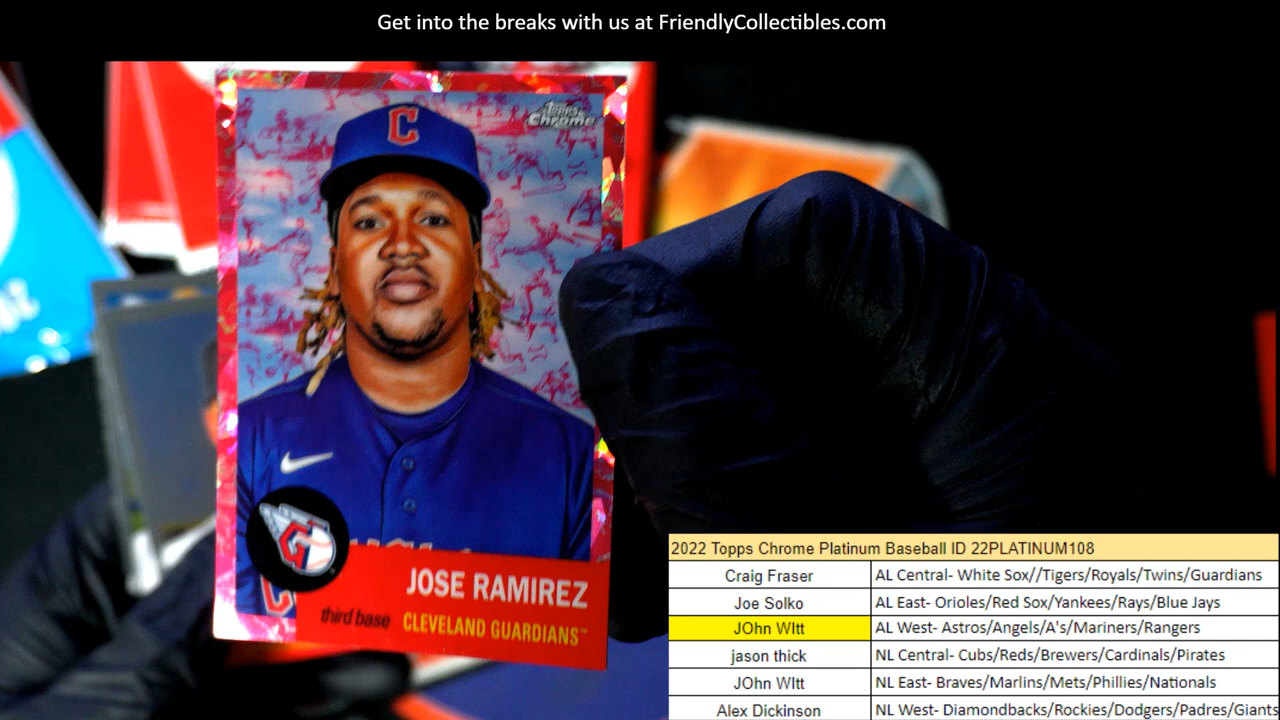 Get into the breaks with us at FriendlyCollectibles.com
Topps
Chrome
C
JOSE RAMIREZ
third base CLEVELAND GUARDIANS™
2022 Topps Chrome Platinum Baseball ID 22PLATINUM108
Craig Fraser AL Central- White Sox//Tigers/Royals/Twins/Guardians
Joe Solko AL East- Orioles/Red Sox/Yankees/Rays/Blue Jays
JOhn WItt AL West- Astros/Angels/A's/Mariners/Rangers
jason thick NL Central- Cubs/Reds/Brewers/Cardinals/Pirates
JOhn WItt NL East- Braves/Marlins/Mets/Phillies/Nationals
Alex Dickinson NL West- Diamondbacks/Rockies/Dodgers/Padres/Giants